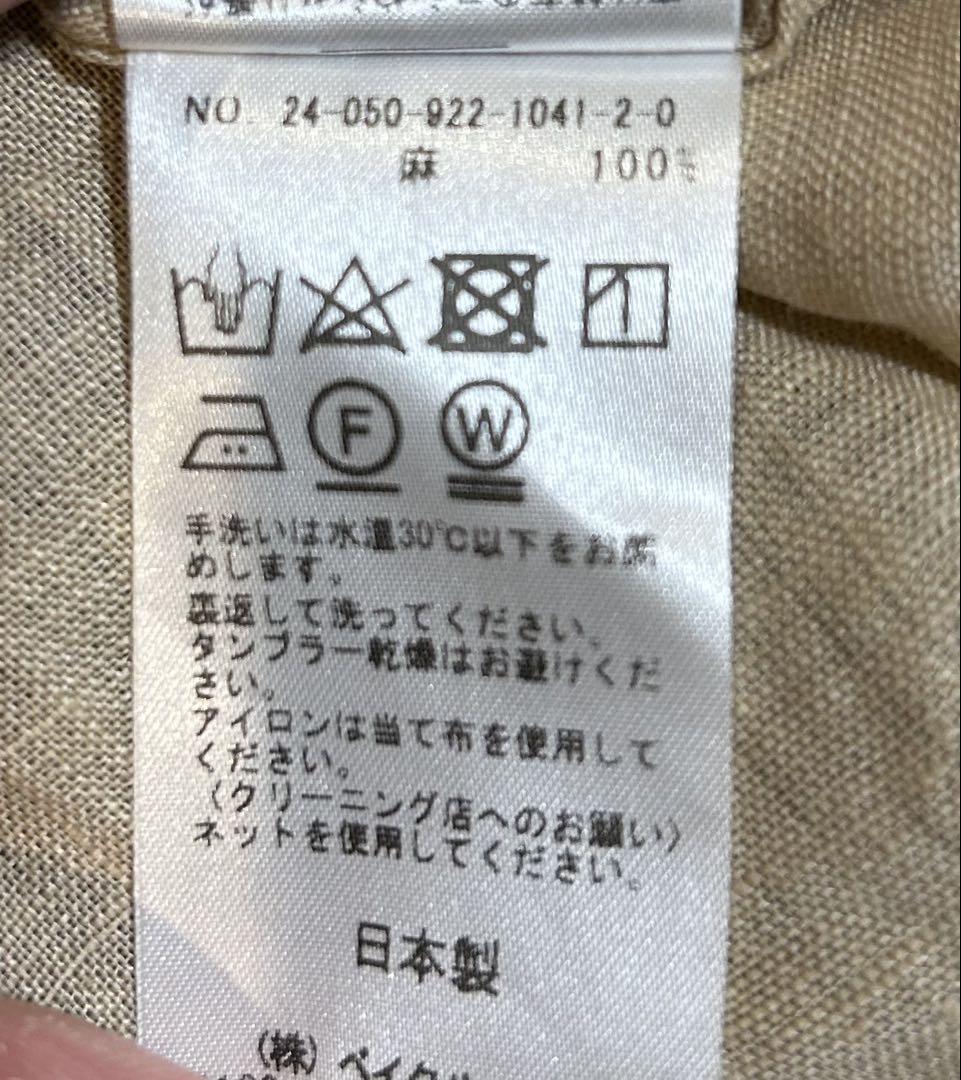 NO. 24-050-922-1041-2-0
麻 100%
F W
手洗いは水温30℃以下をお薦
めします。
裏返して洗ってください。
タンブラー乾燥はお避けくだ
さい。
アイロンは当て布を使用して
ください。
(クリーニング店へのお願い)
ネットを使用してください。
日本製
(株) ベイクル